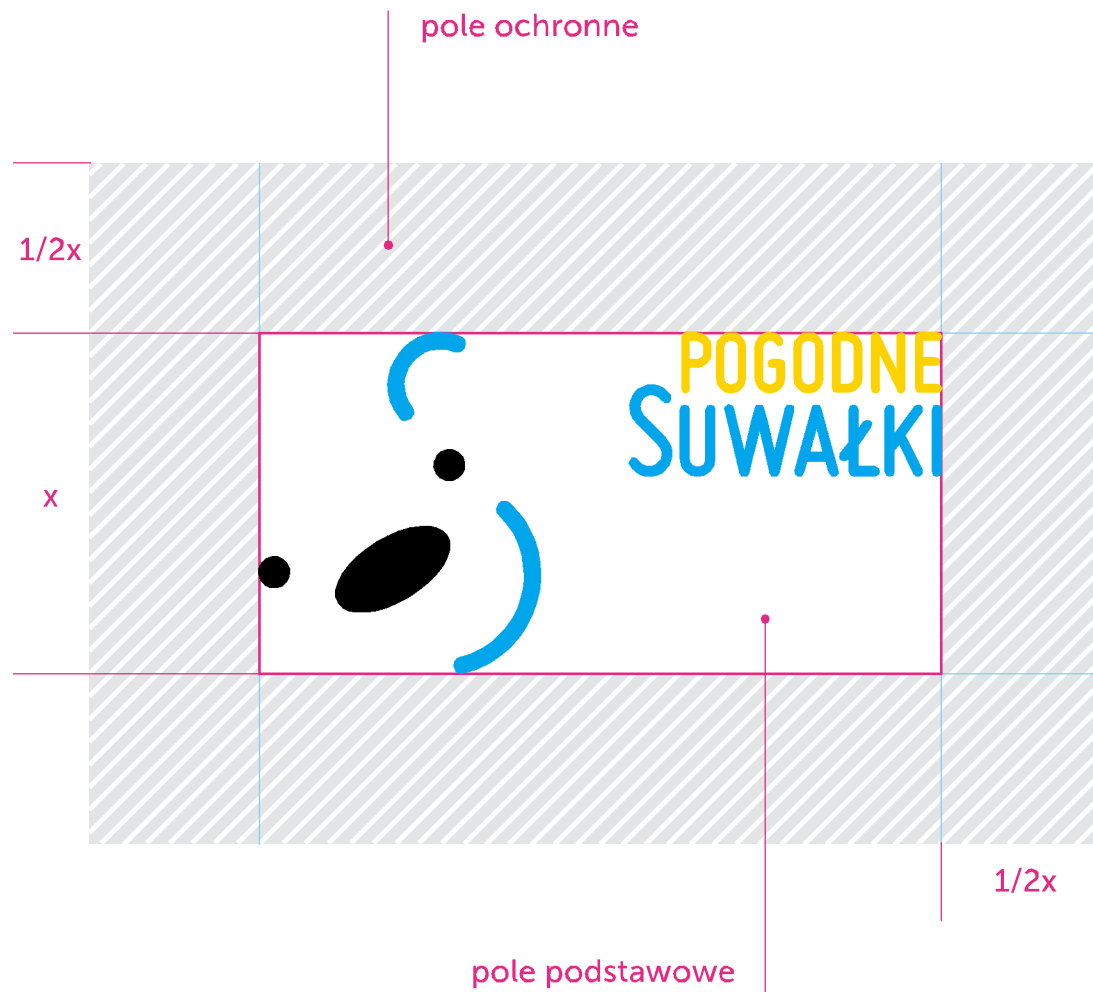 pole ochronne
1/2x
POGODNE
SUWAŁKI
x
1/2x
pole podstawowe